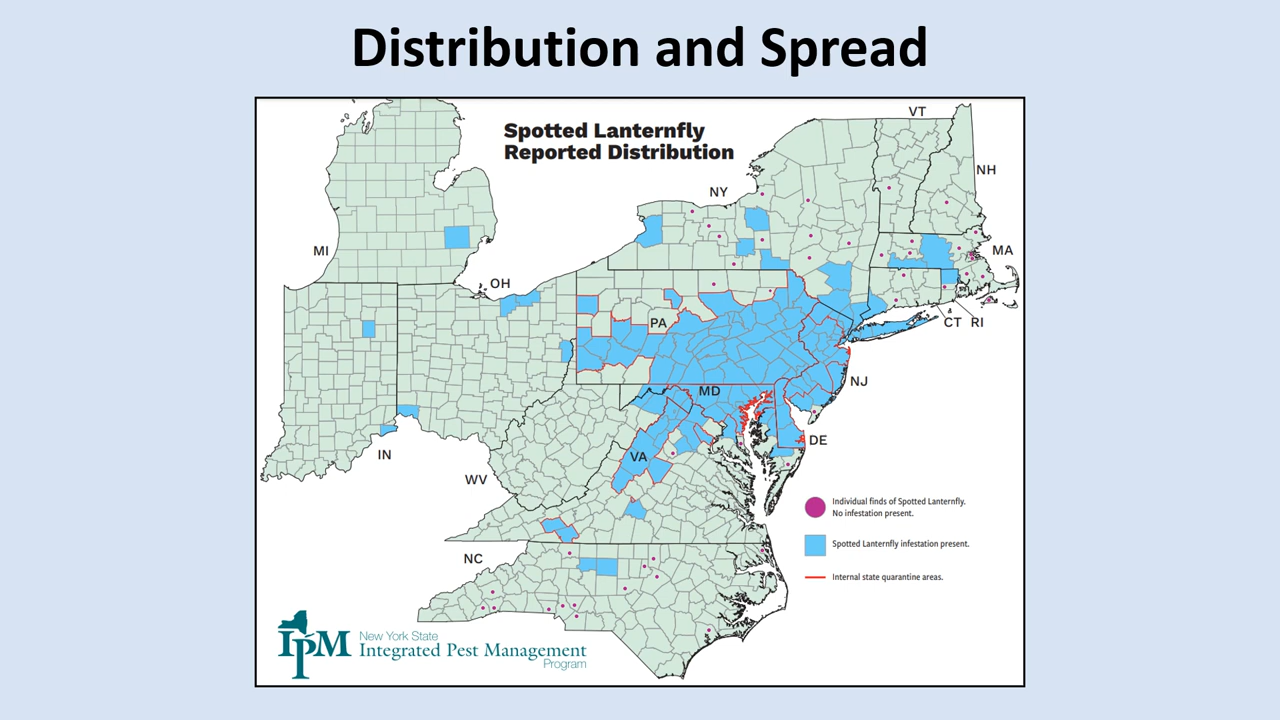 Distribution and Spread
Spotted Lanternfly
Reported Distribution
VT
NH
NY
MI
MA
OH
PA
CT RI
NJ
MD
DE
IN
VA
WV
Individual finds of Spotted Lanternfly.
No infestation present.
Spotted Lanternfly infestation present.
NC
Internal state quarantine areas.
IPM
New York State
Integrated Pest Management
Program